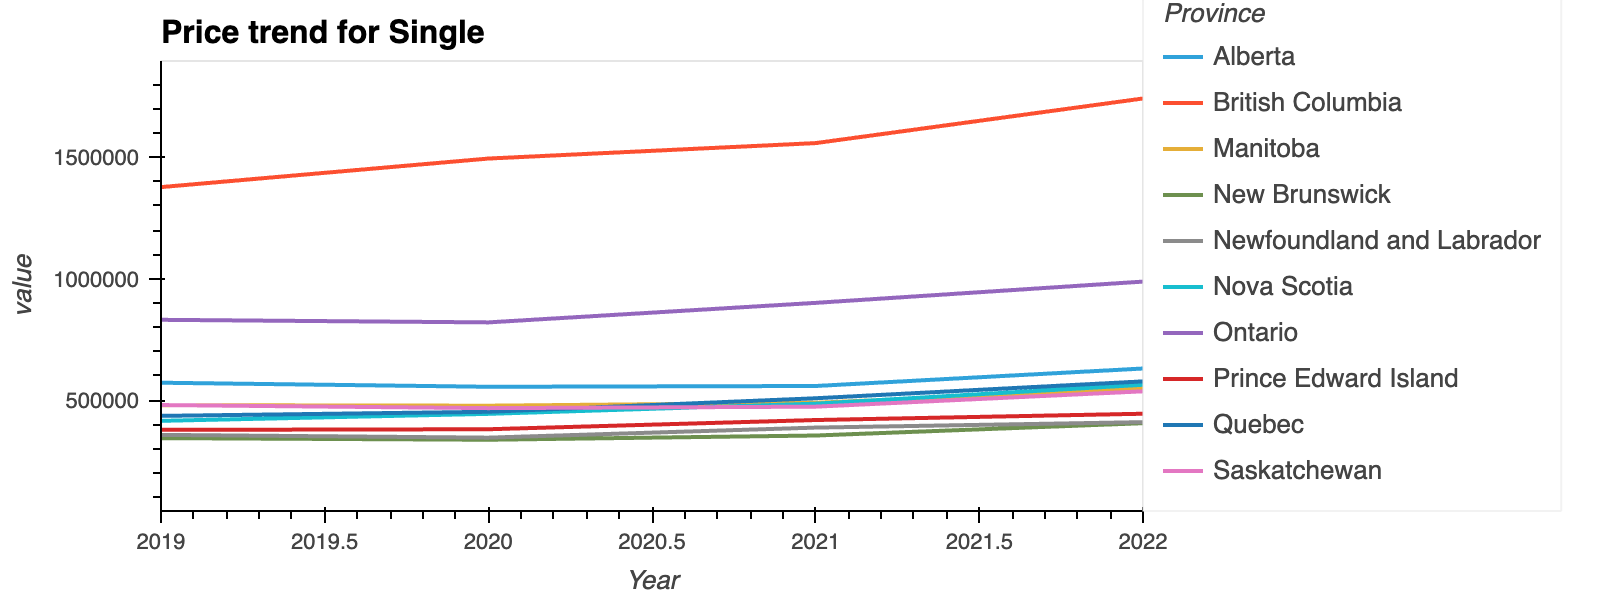 Price trend for Single
Province
Alberta
British Columbia
Manitoba
New Brunswick
Newfoundland and Labrador
Nova Scotia
Ontario
Prince Edward Island
Quebec
Saskatchewan
value
1500000
1000000
500000
2019 2019.5 2020 2020.5 2021 2021.5 2022
Year